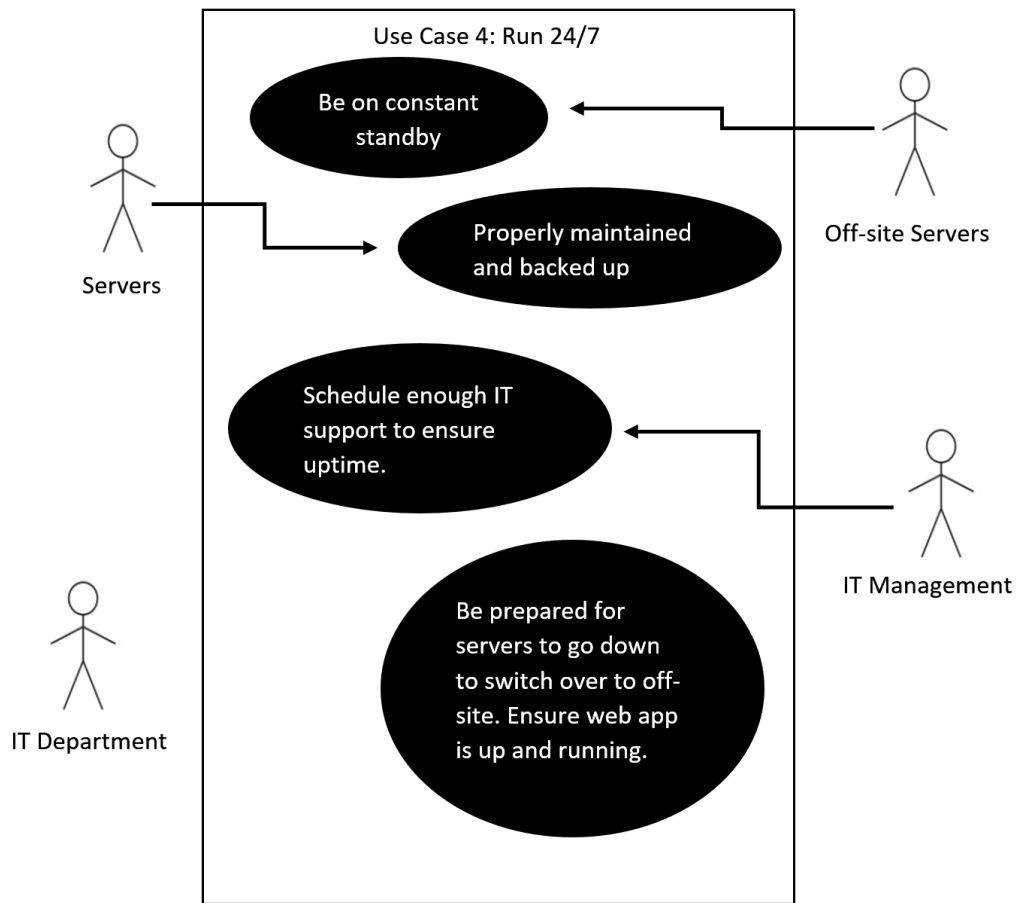 Use Case 4: Run 24/7
Be on constant
standby
Off-site Servers
Properly maintained
and backed up
Servers
Schedule enough IT
support to ensure
uptime.
IT Management
Be prepared for
servers to go down
to switch over to off-
site. Ensure web app
is up and running.
IT Department